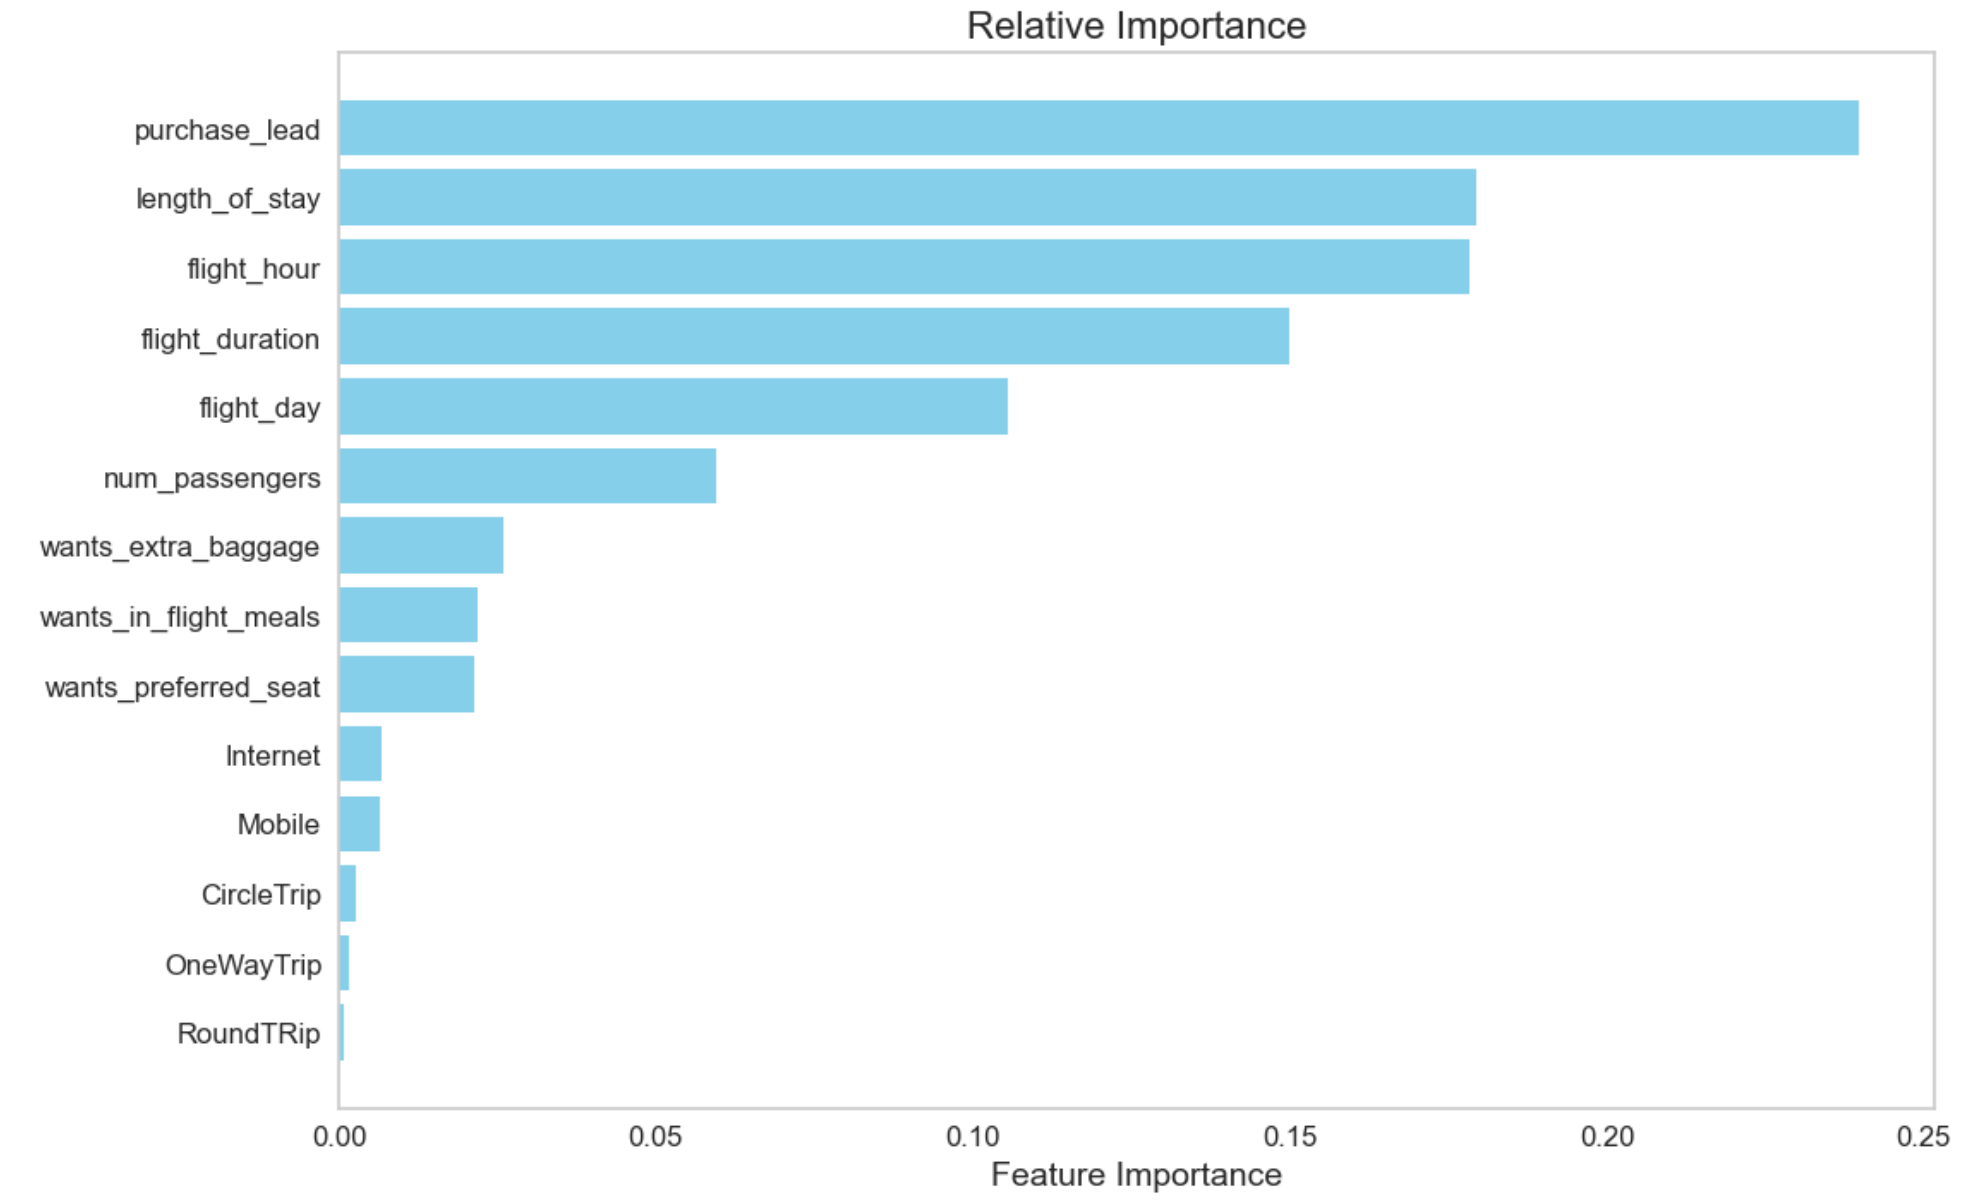 Relative Importance
purchase_lead
length_of_stay
flight_hour
flight_duration
flight_day
num_passengers
wants_extra_baggage
wants_in_flight_meals
wants_preferred_seat
Internet
Mobile
CircleTrip
OneWayTrip
RoundTRip
0.00 0.05 0.10 0.15 0.20 0.25
Feature Importance